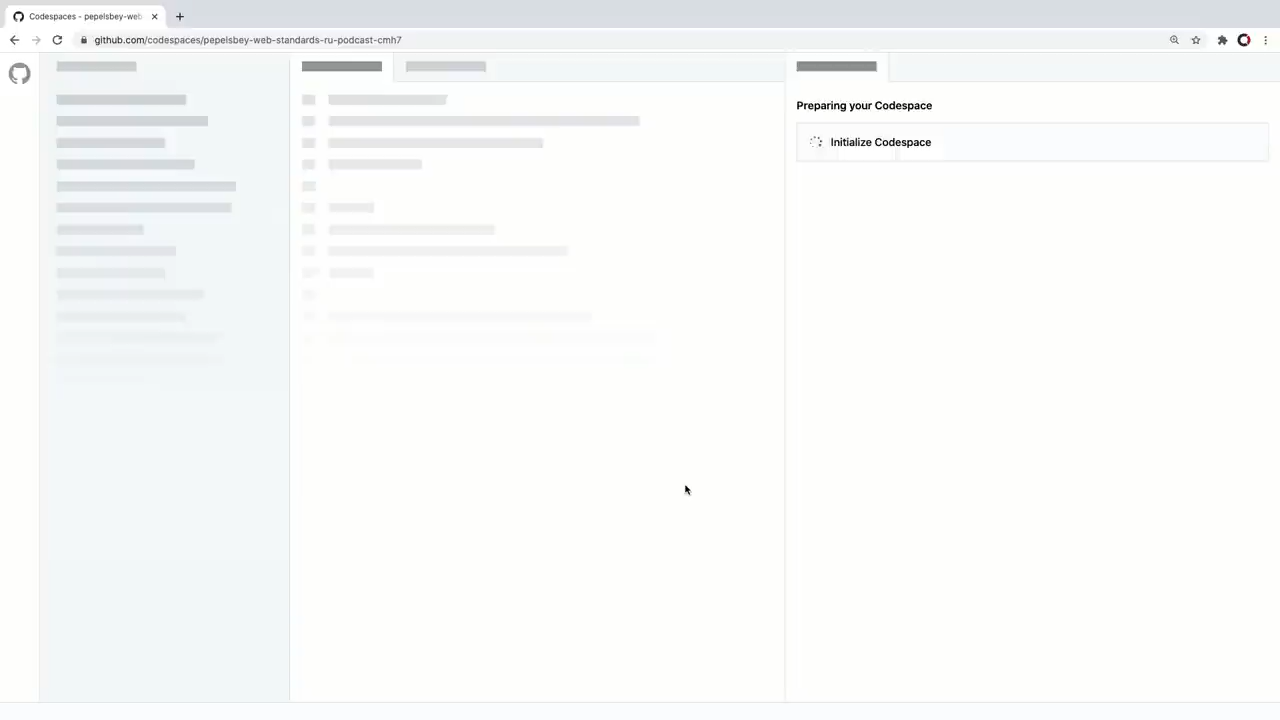 Codespaces - pepelsbey-web
github.com/codespaces/pepelsbey-web-standards-ru-podcast-cmh7
Preparing your Codespace
Initialize Codespace